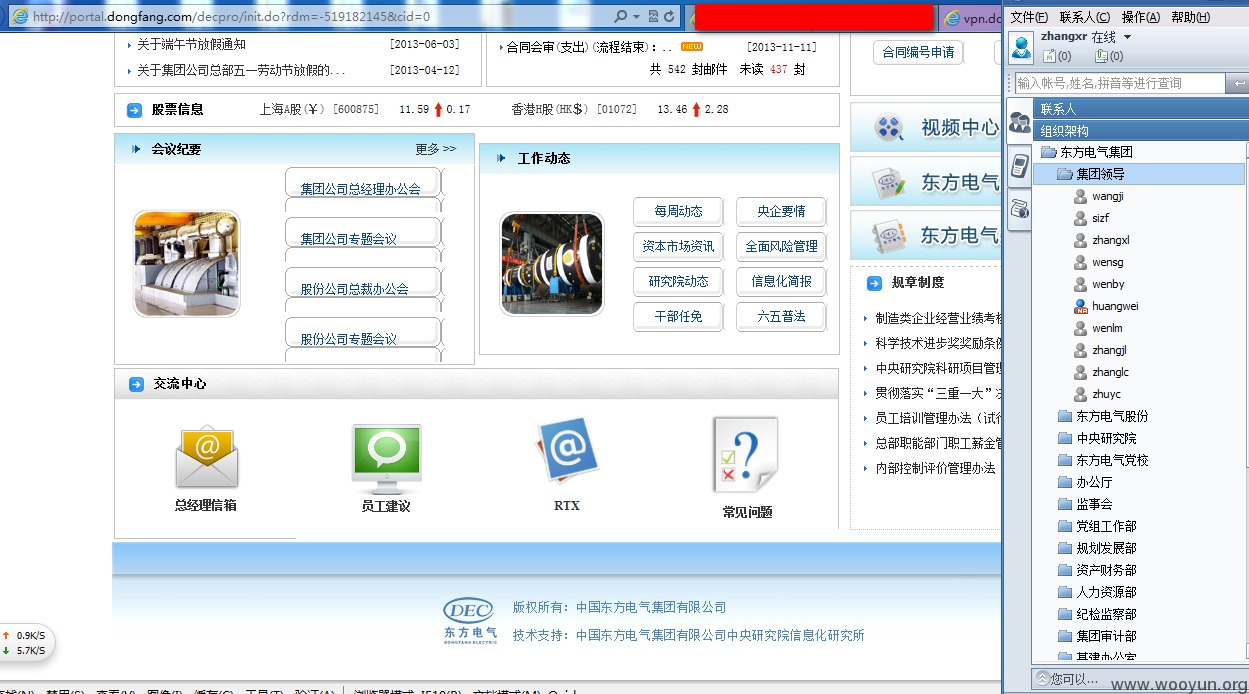 http://portal.dongfang.com/decpro/init.do?rdm=-519182145&cid=0
vpn.do
关于端午节放假通知 [2013-06-03]
关于集团公司总部五一劳动节放假的... [2013-04-12]
合同会审(支出)(流程结束): .. NEW [2013-11-11]
共 542 封邮件 未读 437 封
合同编号申请
股票信息 上海A股(¥) [600875] 11.59 0.17 香港H股(HK$) [01072] 13.46 2.28
会议纪要 更多 >>
集团公司总经理办公会
集团公司专题会议
股份公司总裁办公会
股份公司专题会议
工作动态
每周动态 央企要情
资本市场资讯 全面风险管理
研究院动态 信息化简报
干部任免 六五普法
视频中心
东方电气
东方电气
规章制度
制造类企业经营业绩考核
科学技术进步奖奖励条例
中央研究院科研项目管理
贯彻落实“三重一大”决
员工培训管理办法（试行
总部职能部门职工薪金管
内部控制评价管理办法
交流中心
总经理信箱
员工建议
RTX
常见问题
DEC
东方电气
DONGFANG ELECTRIC
版权所有：中国东方电气集团有限公司
技术支持：中国东方电气集团有限公司中央研究院信息化研究所
0.9K/S
5.7K/S
文件(F) 联系人(C) 操作(A) 帮助(H)
zhangxr 在线
(0) (0)
输入帐号,姓名,拼音等进行查询
联系人
组织架构
东方电气集团
集团领导
wangji
sizf
zhangxl
wensg
wenby
huangwei
NA
wenlm
zhangjl
zhanglc
zhuyc
东方电气股份
中央研究院
东方电气党校
办公厅
监事会
党组工作部
规划发展部
资产财务部
人力资源部
纪检监察部
集团审计部
基建办公室
您可以...
www.wooyun.org